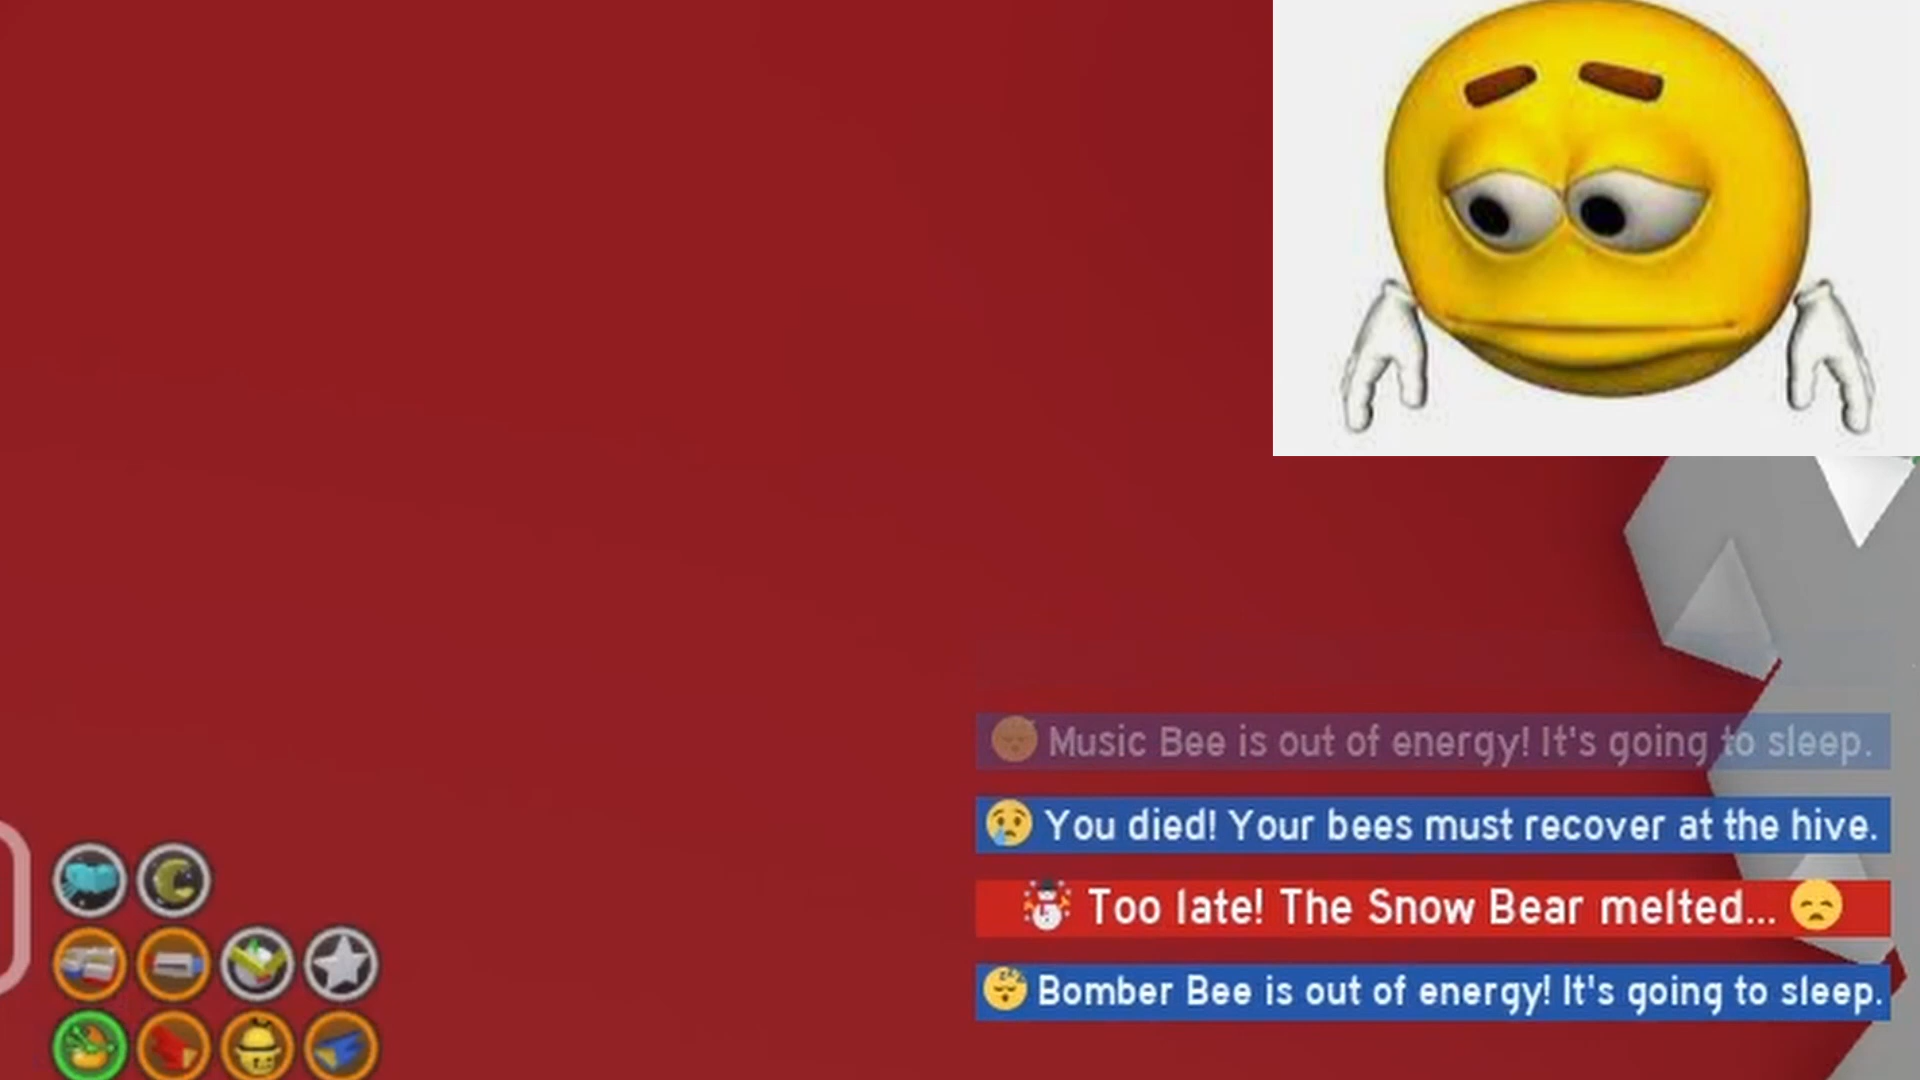 Music Bee is out of energy! It's going to sleep.
You died! Your bees must recover at the hive.
Too late! The Snow Bear melted...
Bomber Bee is out of energy! It's going to sleep.